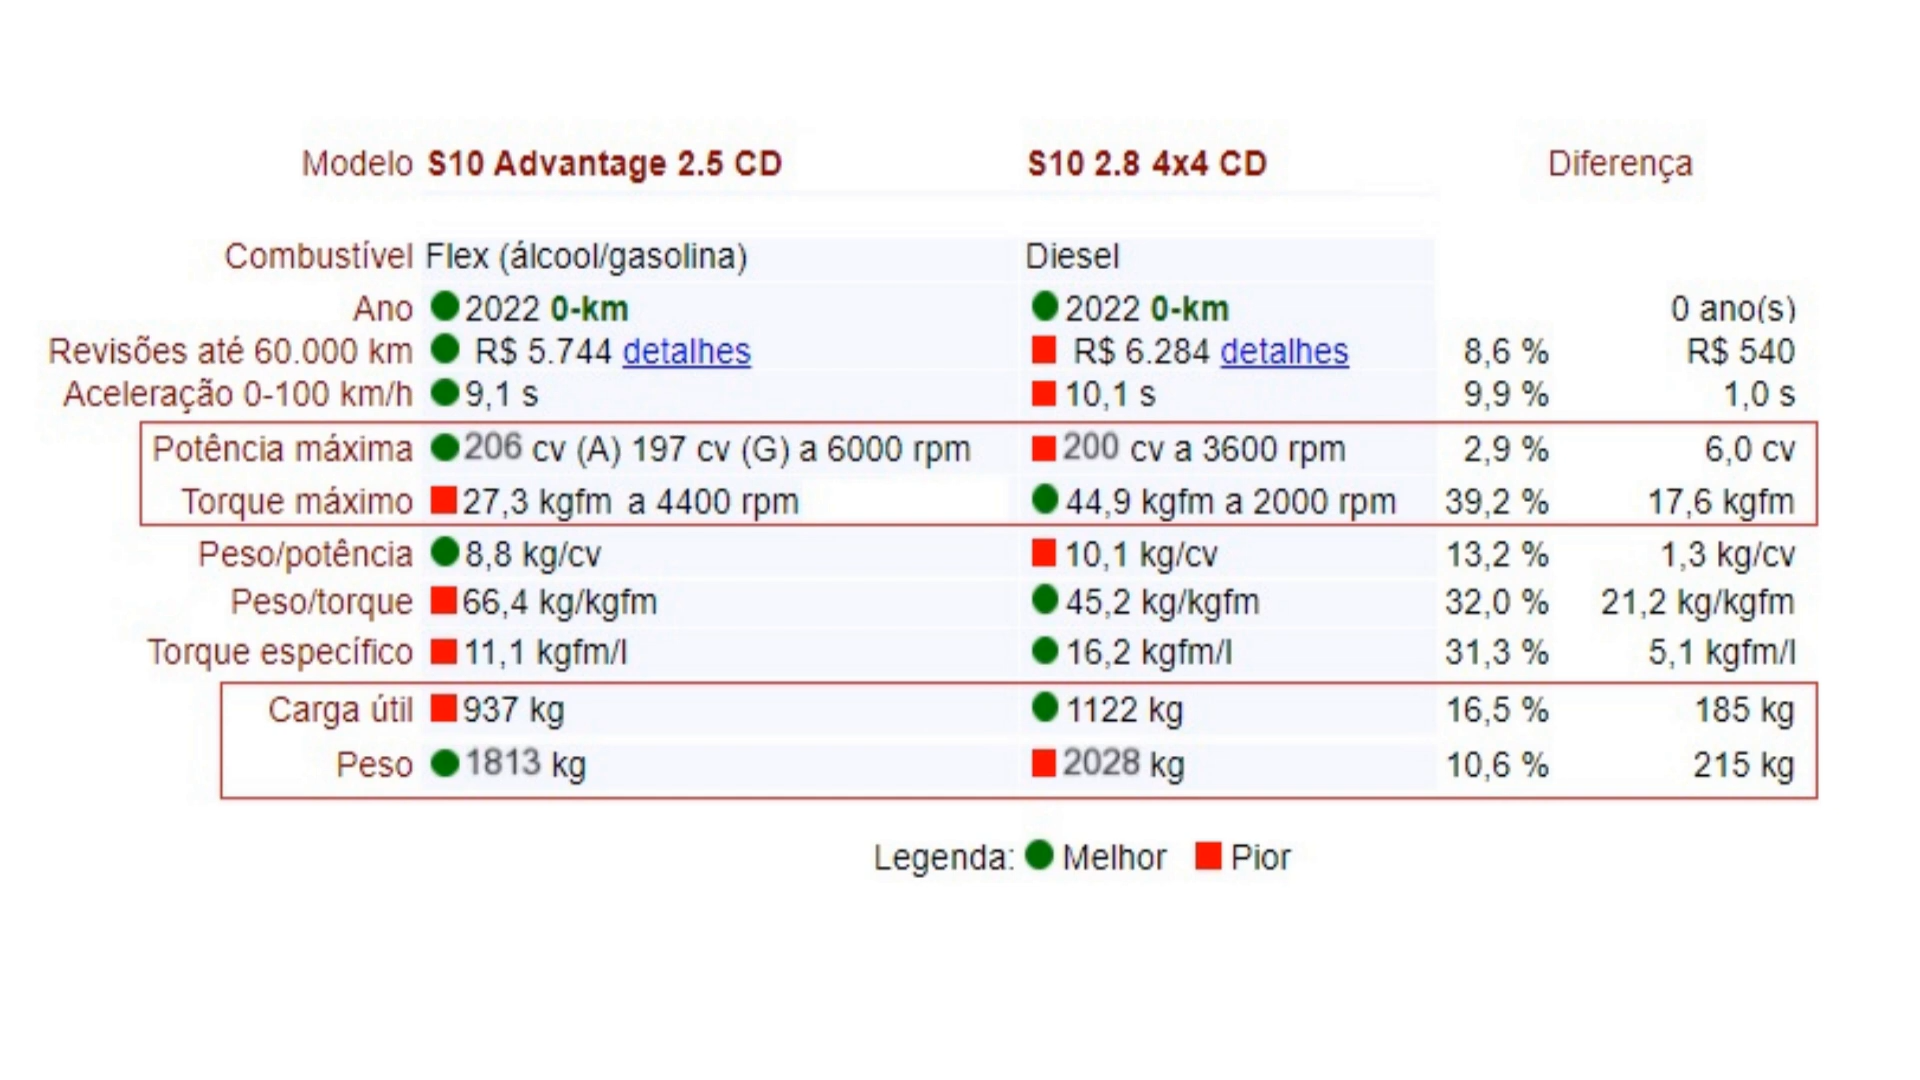 Modelo S10 Advantage 2.5 CD S10 2.8 4x4 CD Diferença
Combustível Flex (álcool/gasolina) Diesel
Ano 2022 0-km 2022 0-km 0 ano(s)
Revisões até 60.000 km R$ 5.744 detalhes R$ 6.284 detalhes 8,6 % R$ 540
Aceleração 0-100 km/h 9,1 s 10,1 s 9,9 % 1,0 s
Potência máxima 206 cv (A) 197 cv (G) a 6000 rpm 200 cv a 3600 rpm 2,9 % 6,0 cv
Torque máximo 27,3 kgfm a 4400 rpm 44,9 kgfm a 2000 rpm 39,2 % 17,6 kgfm
Peso/potência 8,8 kg/cv 10,1 kg/cv 13,2 % 1,3 kg/cv
Peso/torque 66,4 kg/kgfm 45,2 kg/kgfm 32,0 % 21,2 kg/kgfm
Torque específico 11,1 kgfm/l 16,2 kgfm/l 31,3 % 5,1 kgfm/l
Carga útil 937 kg 1122 kg 16,5 % 185 kg
Peso 1813 kg 2028 kg 10,6 % 215 kg
Legenda: Melhor Pior